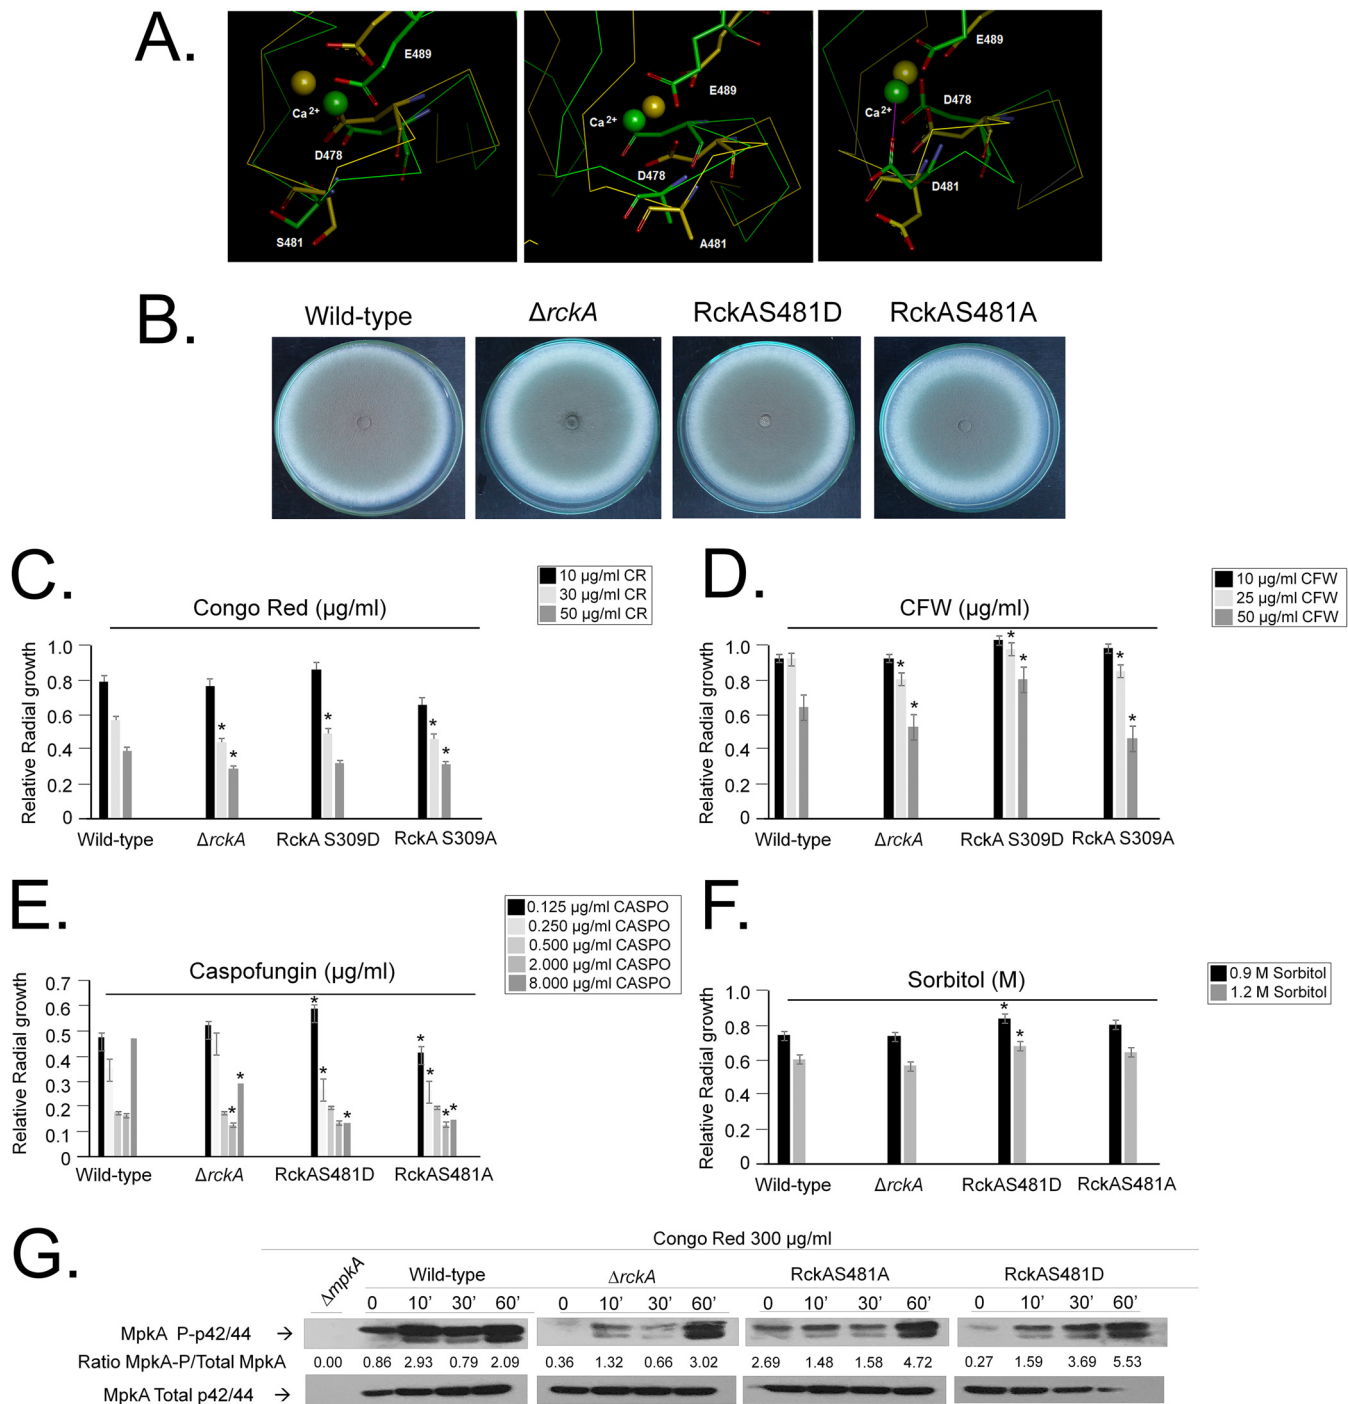 A.
E489
Ca2+
D478
S481
E489
Ca2+
D478
A481
E489
Ca2+
D478
D481
B.
Wild-type
ΔrckA
RckAS481D
RckAS481A
C.
10 µg/ml CR
30 µg/ml CR
50 µg/ml CR
Congo Red (µg/ml)
Relative Radial growth
1.0
0.8
0.6
0.4
0.2
0
* * * * *
Wild-type
ΔrckA
RckA S309D
RckA S309A
D.
10 µg/ml CFW
25 µg/ml CFW
50 µg/ml CFW
CFW (µg/ml)
Relative Radial growth
1.0
0.8
0.6
0.4
0.2
0
* * * * * *
Wild-type
ΔrckA
RckA S309D
RckA S309A
E.
0.125 µg/ml CASPO
0.250 µg/ml CASPO
0.500 µg/ml CASPO
2.000 µg/ml CASPO
8.000 µg/ml CASPO
Caspofungin (µg/ml)
Relative Radial growth
0.7
0.6
0.5
0.4
0.3
0.2
0.1
0
* * * * * * * * *
Wild-type
ΔrckA
RckAS481D
RckAS481A
F.
0.9 M Sorbitol
1.2 M Sorbitol
Sorbitol (M)
Relative Radial growth
1.0
0.8
0.6
0.4
0.2
0
* *
Wild-type
ΔrckA
RckAS481D
RckAS481A
G.
Congo Red 300 µg/ml
ΔmpkA
Wild-type
ΔrckA
RckAS481A
RckAS481D
0 10’ 30’ 60’ 0 10’ 30’ 60’ 0 10’ 30’ 60’ 0 10’ 30’ 60’
MpkA P-p42/44 →
Ratio MpkA-P/Total MpkA 0.00 0.86 2.93 0.79 2.09 0.36 1.32 0.66 3.02 2.69 1.48 1.58 4.72 0.27 1.59 3.69 5.53
MpkA Total p42/44 →